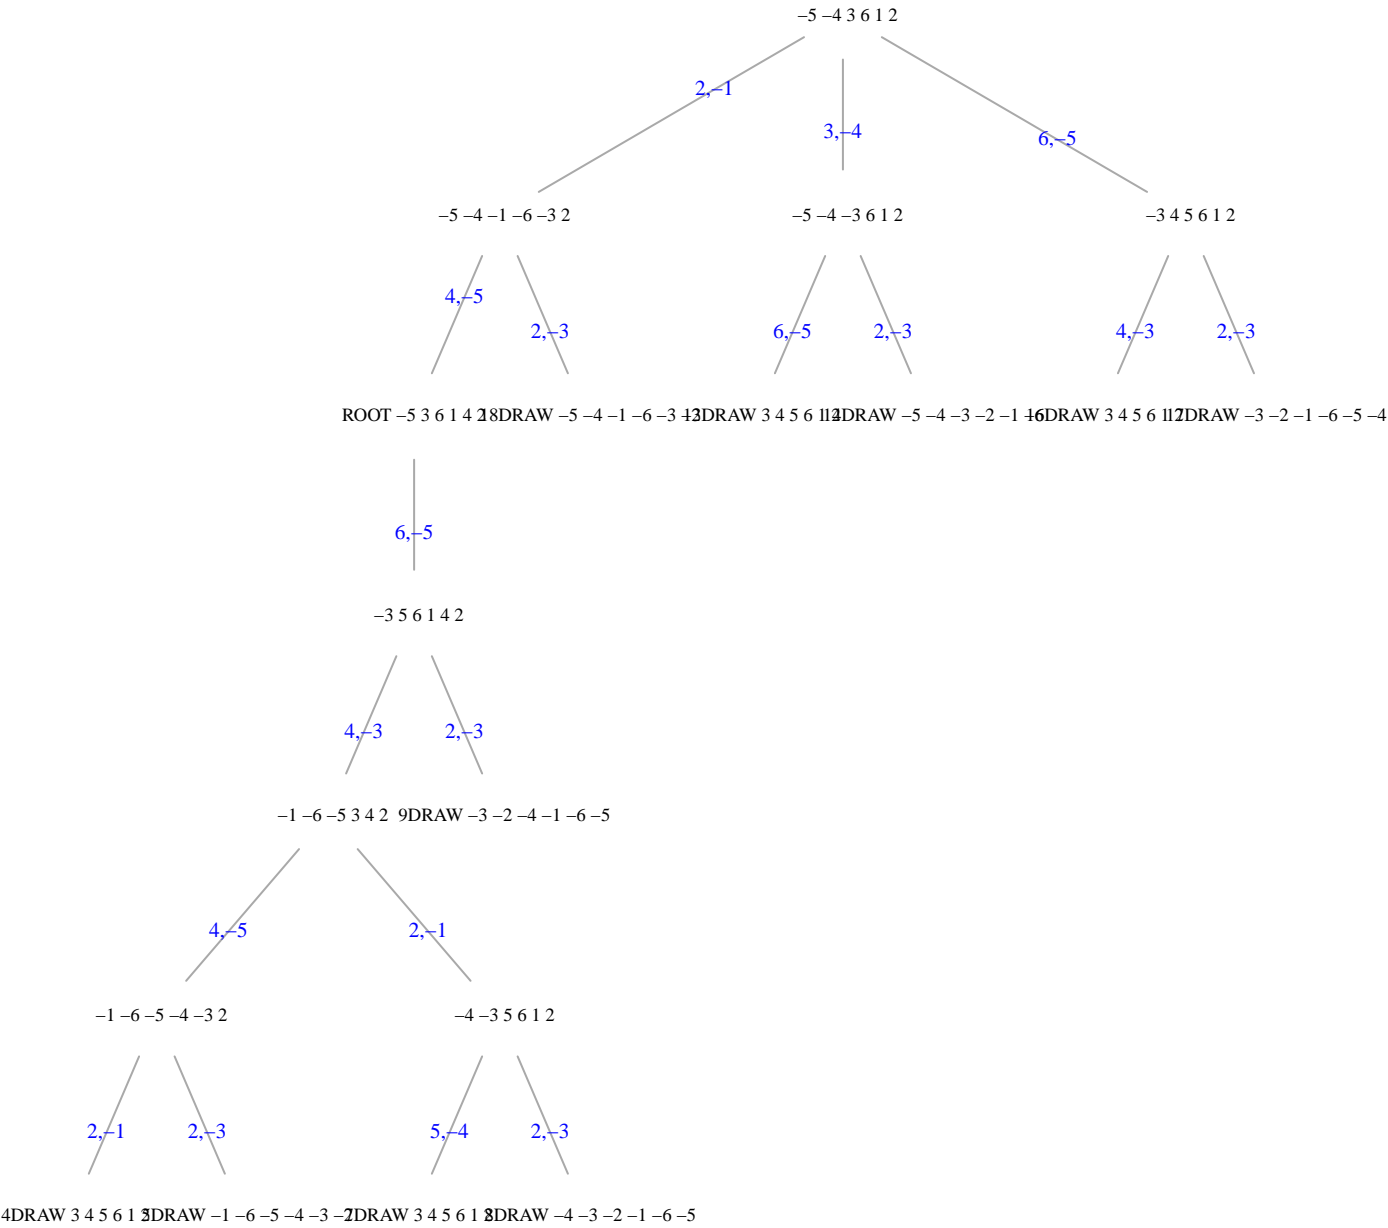 –5 –4 3 6 1 2
2,–1
3,–4
6,–5
–5 –4 –1 –6 –3 2
–5 –4 –3 6 1 2
–3 4 5 6 1 2
4,–5
2,–3
6,–5
2,–3
4,–3
2,–3
ROOT –5 3 6 1 4 2
18DRAW –5 –4 –1 –6 –3
DRAW 3 4 5 6 1
DRAW –5 –4 –3 –2 –1
DRAW 3 4 5 6 1
DRAW –3 –2 –1 –6 –5 –4
6,–5
–3 5 6 1 4 2
4,–3
2,–3
–1 –6 –5 3 4 2
9DRAW –3 –2 –4 –1 –6 –5
4,–5
2,–1
–1 –6 –5 –4 –3 2
–4 –3 5 6 1 2
2,–1
2,–3
5,–4
2,–3
4DRAW 3 4 5 6 1
DRAW –1 –6 –5 –4 –3
DRAW 3 4 5 6 1
DRAW –4 –3 –2 –1 –6 –5